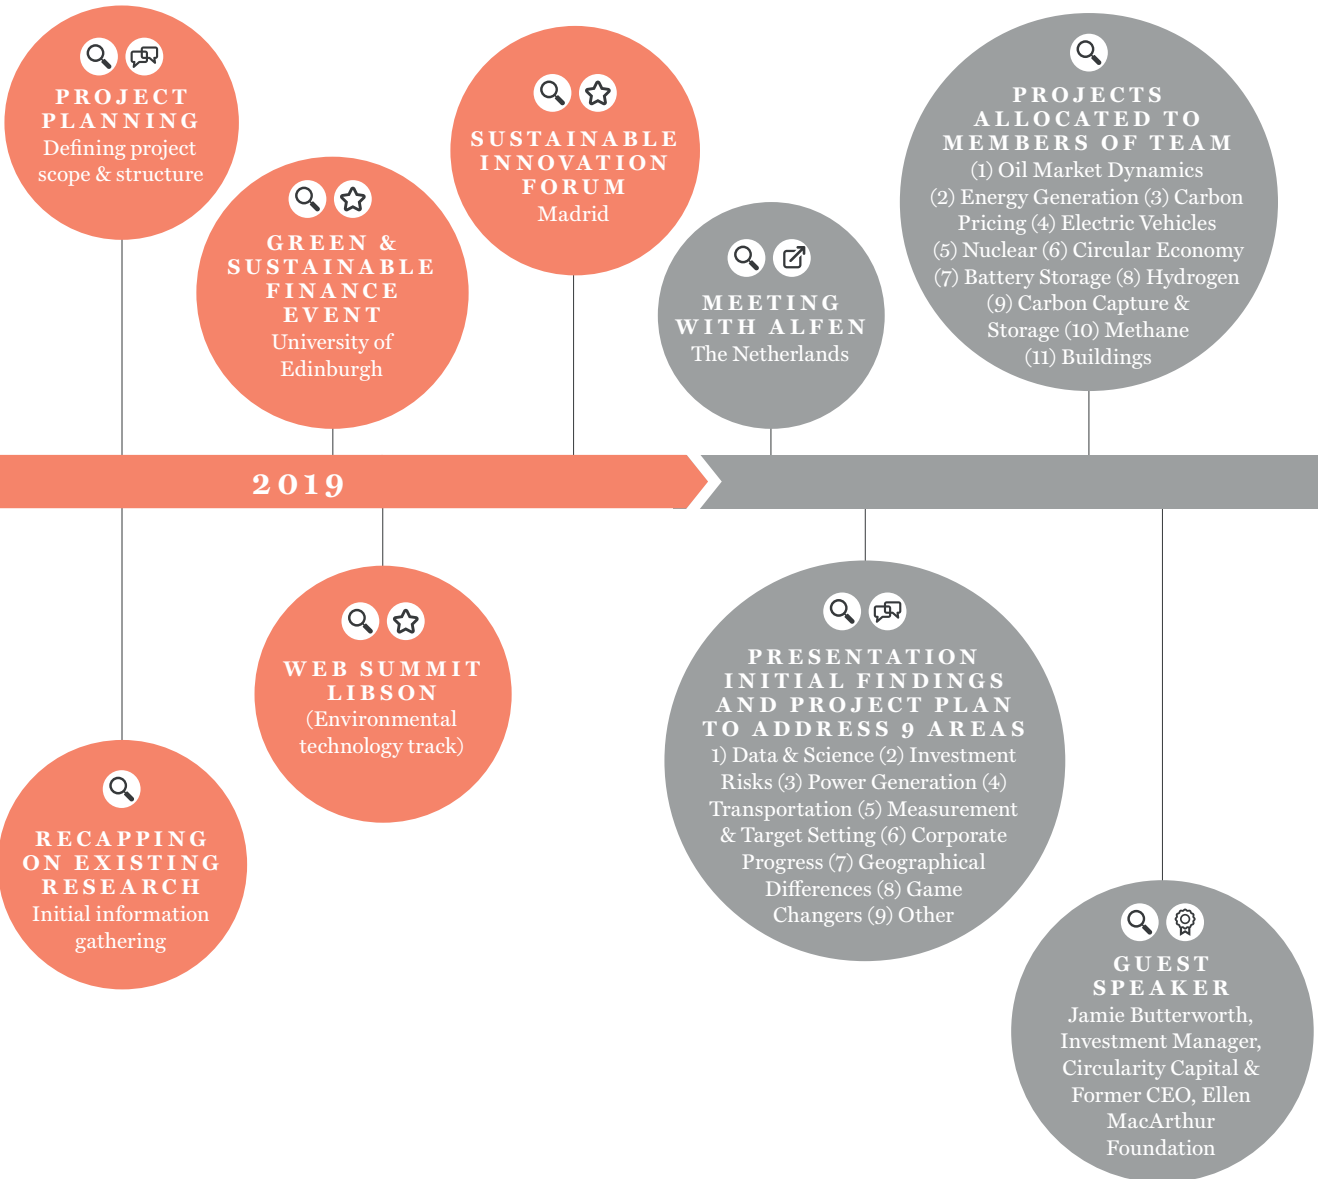 PROJECT
PLANNING
Defining project
scope & structure
GREEN &
SUSTAINABLE
FINANCE
EVENT
University of
Edinburgh
SUSTAINABLE
INNOVATION
FORUM
Madrid
MEETING
WITH ALFEN
The Netherlands
PROJECTS
ALLOCATED TO
MEMBERS OF TEAM
(1) Oil Market Dynamics
(2) Energy Generation (3) Carbon
Pricing (4) Electric Vehicles
(5) Nuclear (6) Circular Economy
(7) Battery Storage (8) Hydrogen
(9) Carbon Capture &
Storage (10) Methane
(11) Buildings
2019
RECAPPING
ON EXISTING
RESEARCH
Initial information
gathering
WEB SUMMIT
LIBSON
(Environmental
technology track)
PRESENTATION
INITIAL FINDINGS
AND PROJECT PLAN
TO ADDRESS 9 AREAS
1) Data & Science (2) Investment
Risks (3) Power Generation (4)
Transportation (5) Measurement
& Target Setting (6) Corporate
Progress (7) Geographical
Differences (8) Game
Changers (9) Other
GUEST
SPEAKER
Jamie Butterworth,
Investment Manager,
Circularity Capital &
Former CEO, Ellen
MacArthur
Foundation